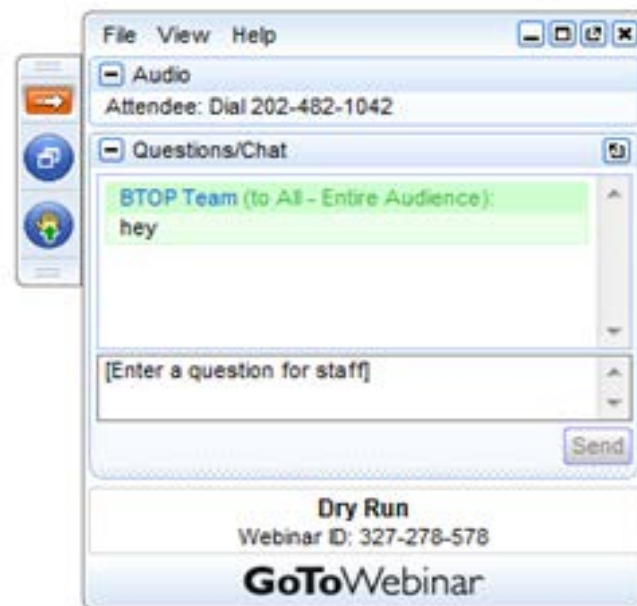 File View Help
Audio
Attendee: Dial 202-482-1042
Questions/Chat
BTOP Team (to All - Entire Audience):
hey
[Enter a question for staff]
Send
Dry Run
Webinar ID: 327-278-578
GoToWebinar